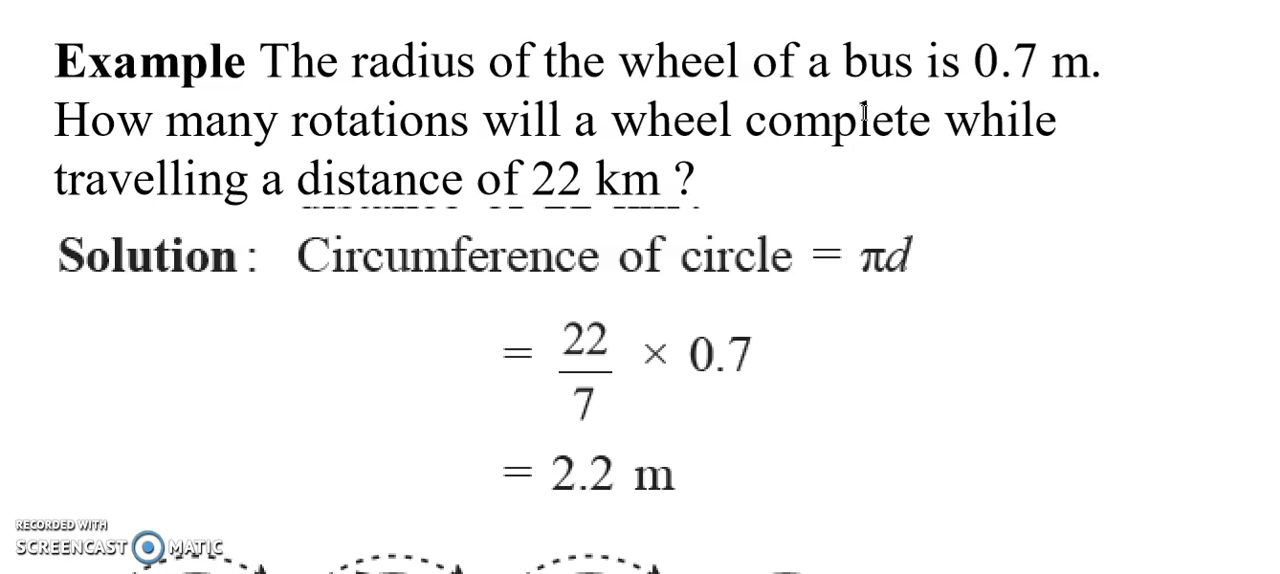 Example The radius of the wheel of a bus is 0.7 m.
How many rotations will a wheel complete while
travelling a distance of 22 km ?
Solution : Circumference of circle = πd
= 22/7 × 0.7
= 2.2 m
RECORDED WITH
SCREENCAST MATIC